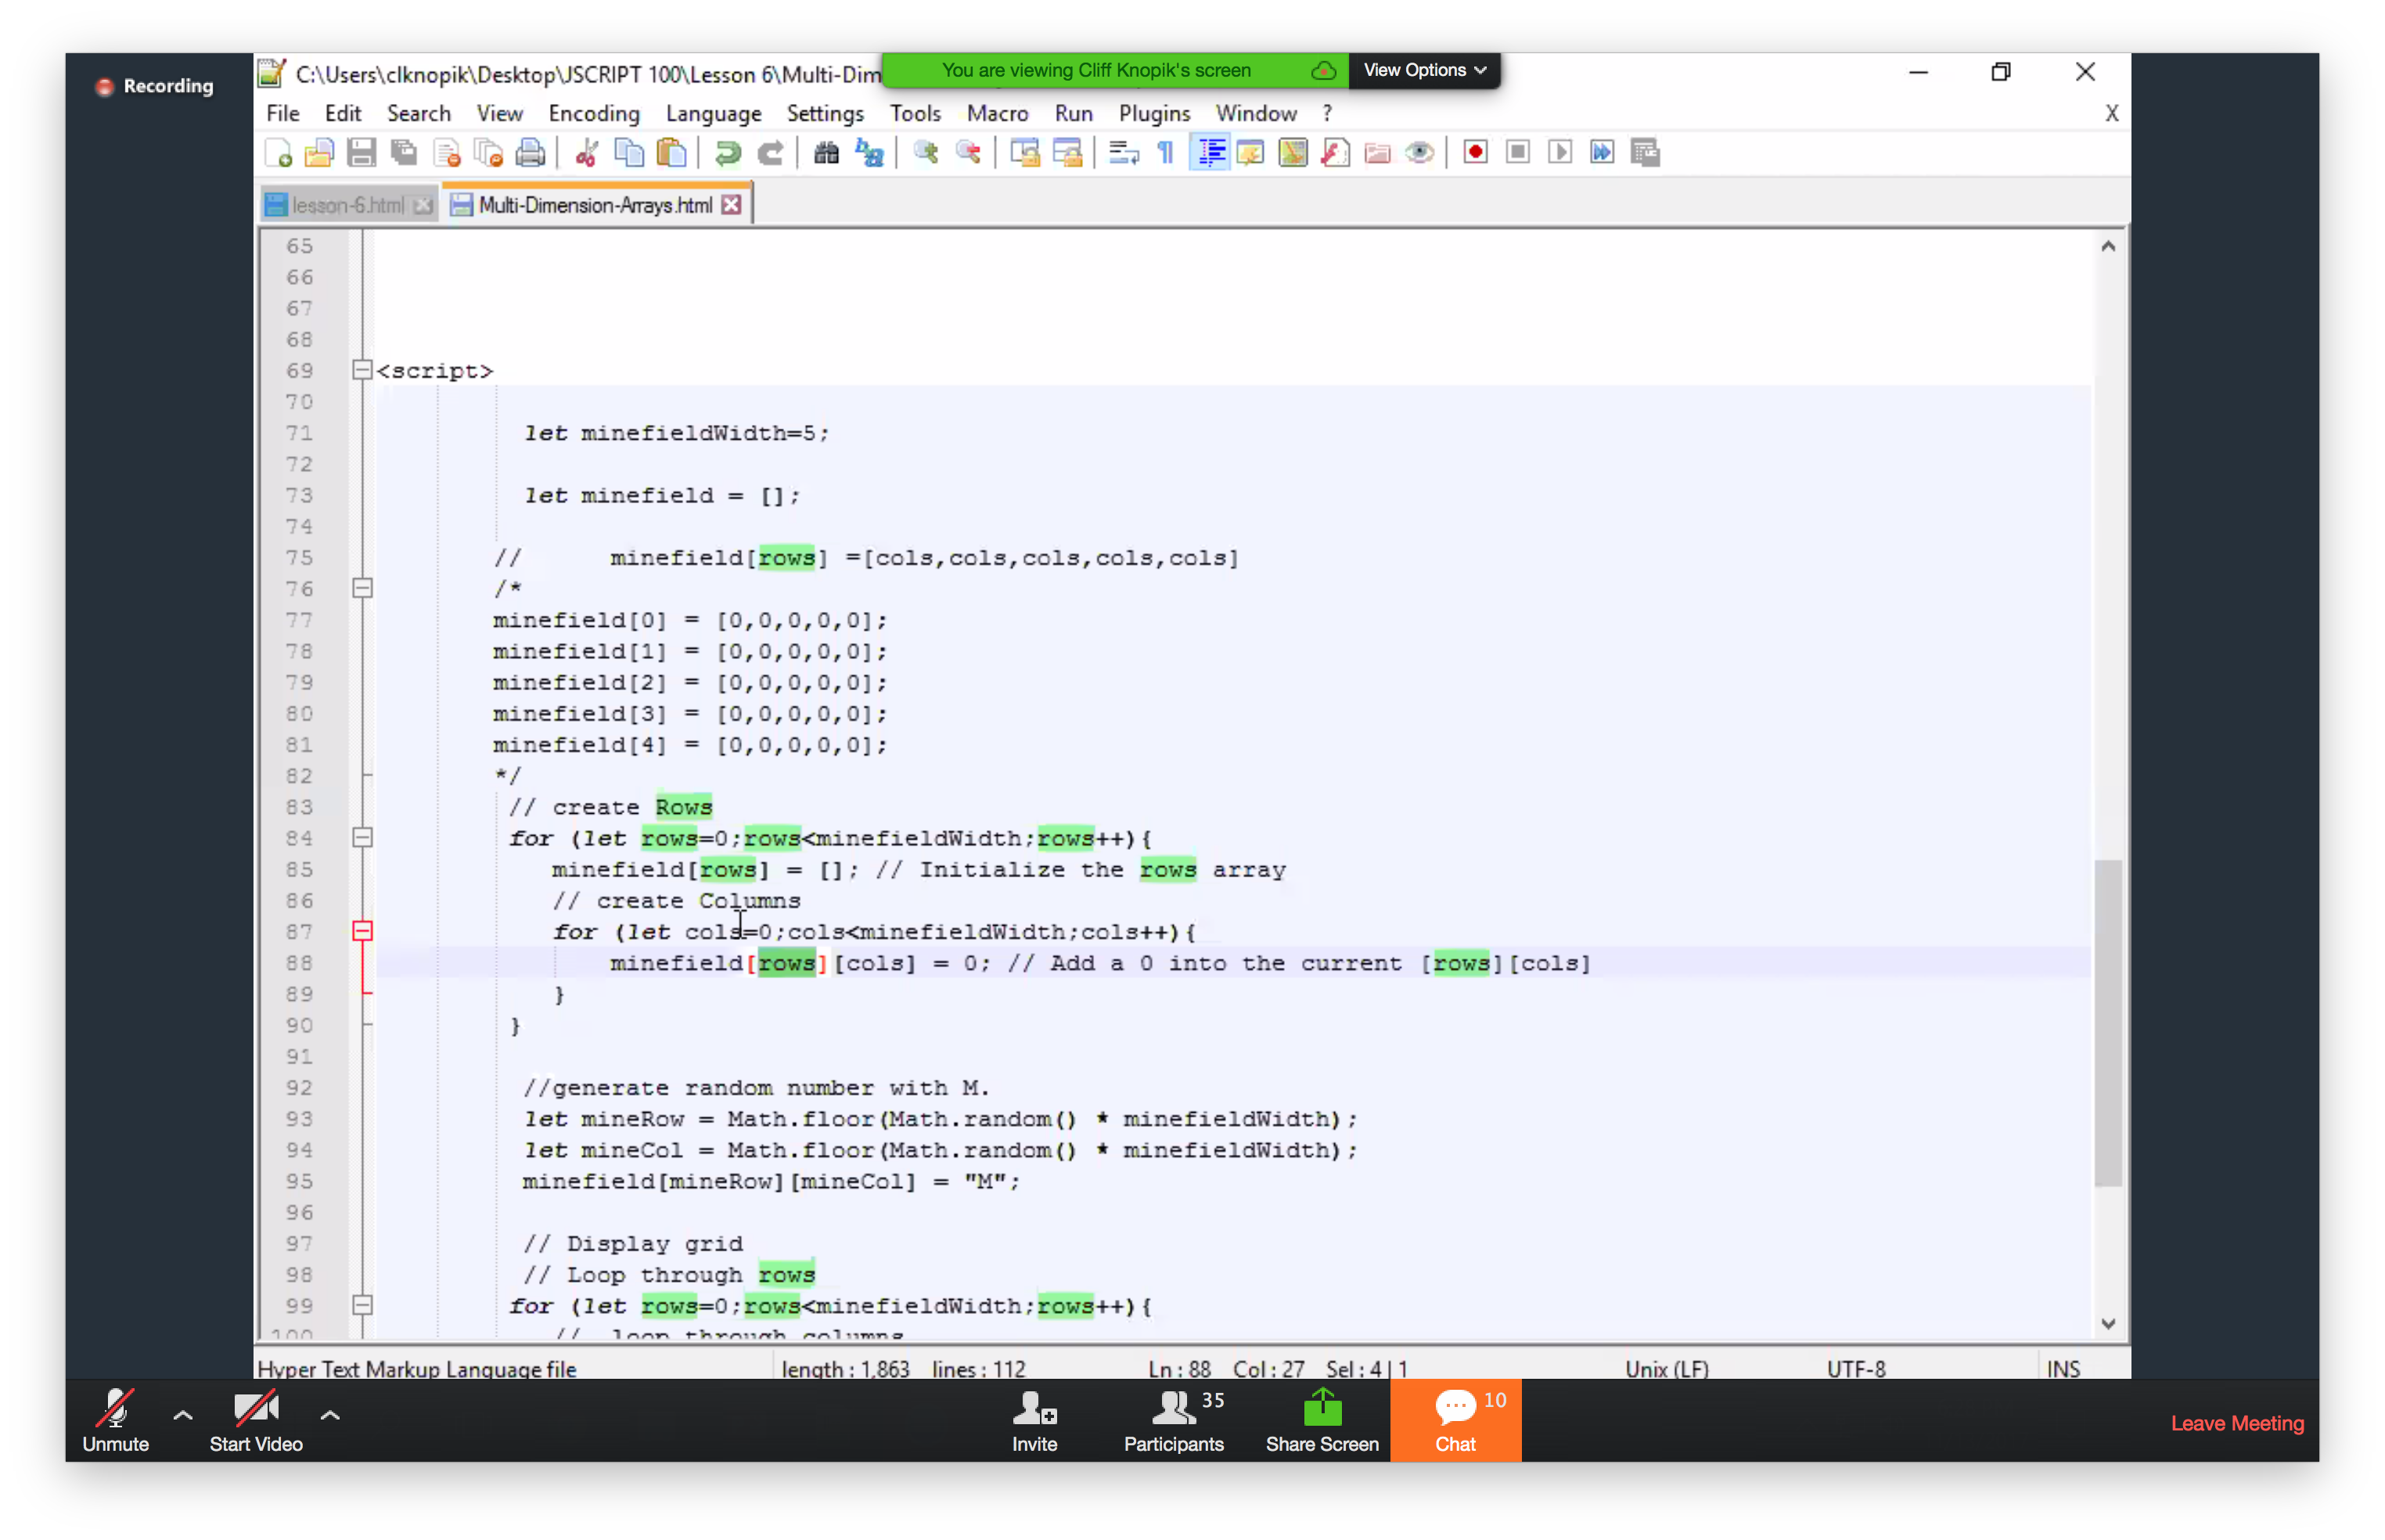 Recording
C:\Users\clknopik\Desktop\JSCRIPT 100\Lesson 6\Multi-Dim
You are viewing Cliff Knopik's screen
View Options
File Edit Search View Encoding Language Settings Tools Macro Run Plugins Window ? X
lesson-6.html Multi-Dimension-Arrays.html
65
66
67
68
69 <script>
70
71 let minefieldWidth=5;
72
73 let minefield = [];
74
75 // minefield[rows] =[cols,cols,cols,cols,cols]
76 /*
77 minefield[0] = [0,0,0,0,0];
78 minefield[1] = [0,0,0,0,0];
79 minefield[2] = [0,0,0,0,0];
80 minefield[3] = [0,0,0,0,0];
81 minefield[4] = [0,0,0,0,0];
82 */
83 // create Rows
84 for (let rows=0;rows<minefieldWidth;rows++){
85 minefield[rows] = []; // Initialize the rows array
86 // create Columns
87 for (let cols=0;cols<minefieldWidth;cols++){
88 minefield[rows][cols] = 0; // Add a 0 into the current [rows][cols]
89 }
90 }
91
92 //generate random number with M.
93 let mineRow = Math.floor(Math.random() * minefieldWidth);
94 let mineCol = Math.floor(Math.random() * minefieldWidth);
95 minefield[mineRow][mineCol] = "M";
96
97 // Display grid
98 // Loop through rows
99 for (let rows=0;rows<minefieldWidth;rows++){
100 // loop through columns
Hyper Text Markup Language file length : 1,863 lines : 112 Ln : 88 Col : 27 Sel : 4 | 1 Unix (LF) UTF-8 INS
Unmute Start Video Invite Participants 35 Share Screen Chat 10 Leave Meeting